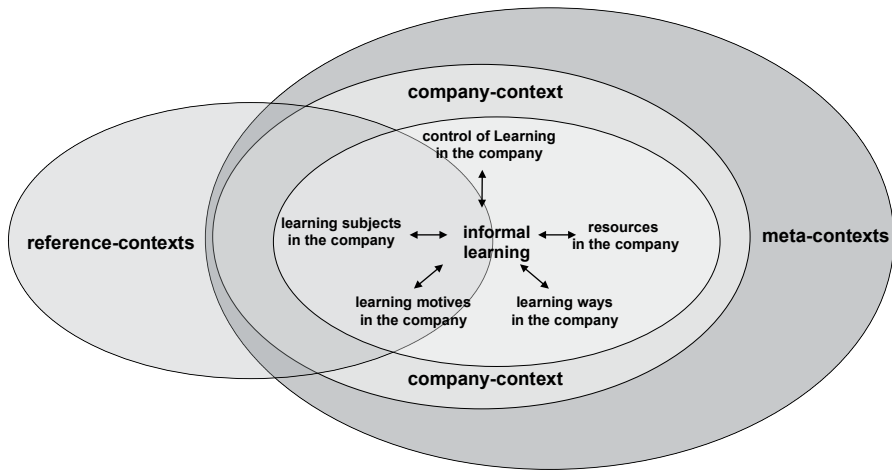 company-context
control of Learning
in the company
learning subjects
in the company
informal
learning
resources
in the company
reference-contexts
meta-contexts
learning motives
in the company
learning ways
in the company
company-context